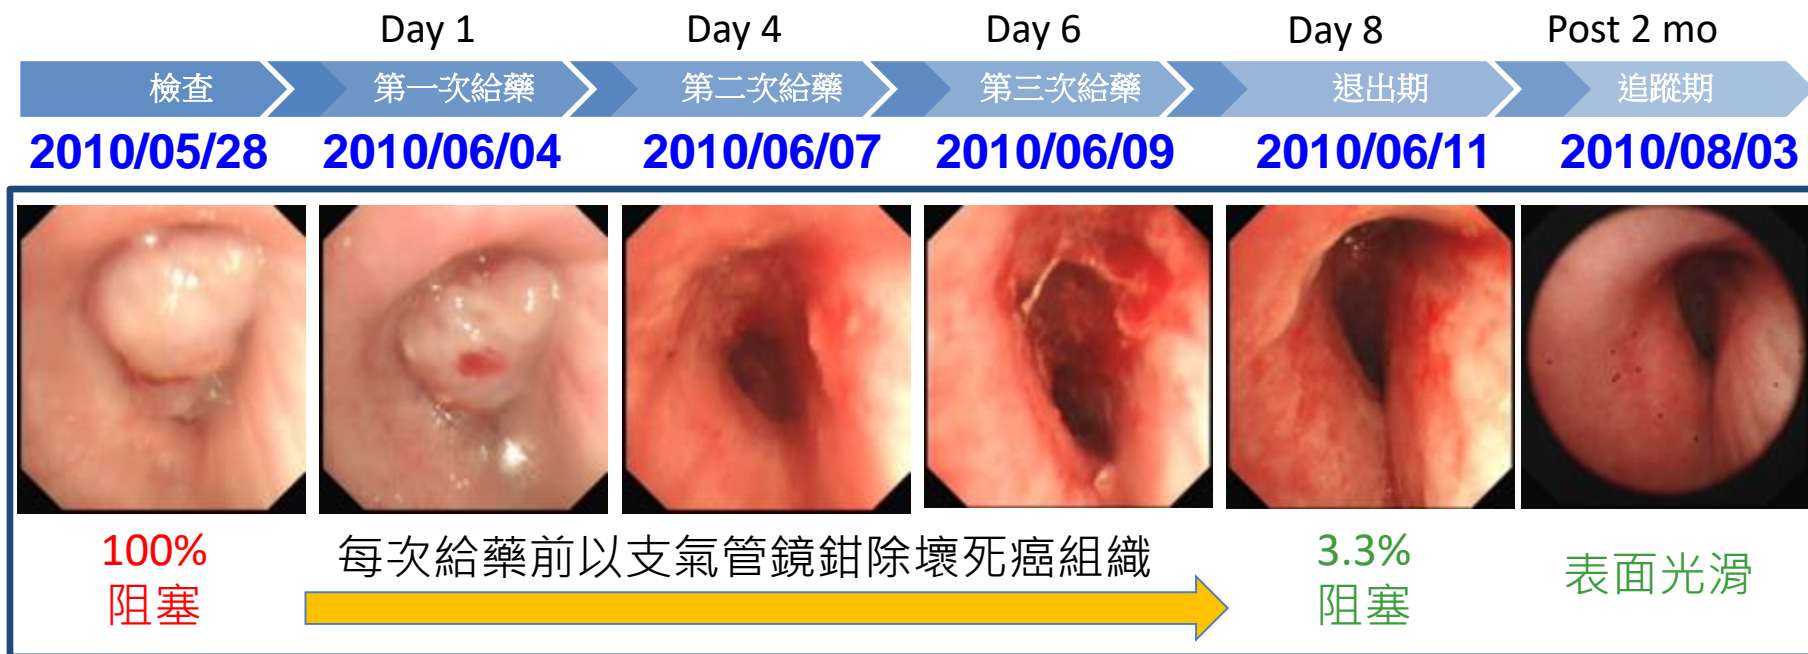 Day 1 Day 4 Day 6 Day 8 Post 2 mo
檢查 第一次給藥 第二次給藥 第三次給藥 退出期 追蹤期
2010/05/28 2010/06/04 2010/06/07 2010/06/09 2010/06/11 2010/08/03
100%
阻塞
每次給藥前以支氣管鏡鉗除壞死癌組織
3.3%
阻塞
表面光滑